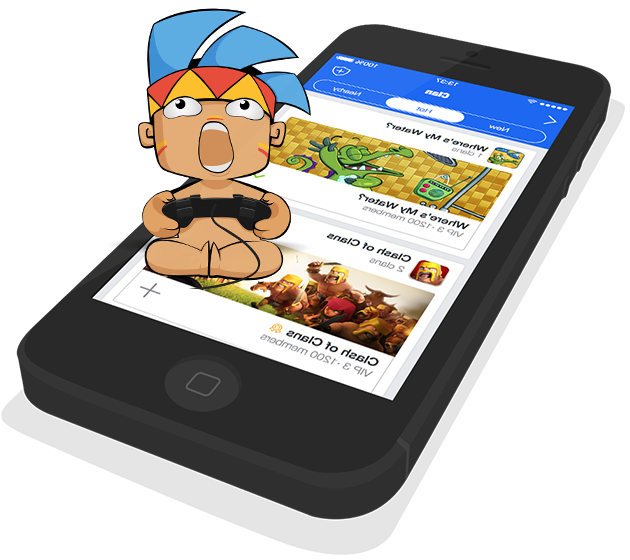 100%
13:37
Clan
New
Hot
Nearby
Where's My Water?
1 clans
Where's My Water?
VIP 3 · 1200 members
Clash of Clans
2 clans
Clash of Clans
VIP 3 · 1200 members